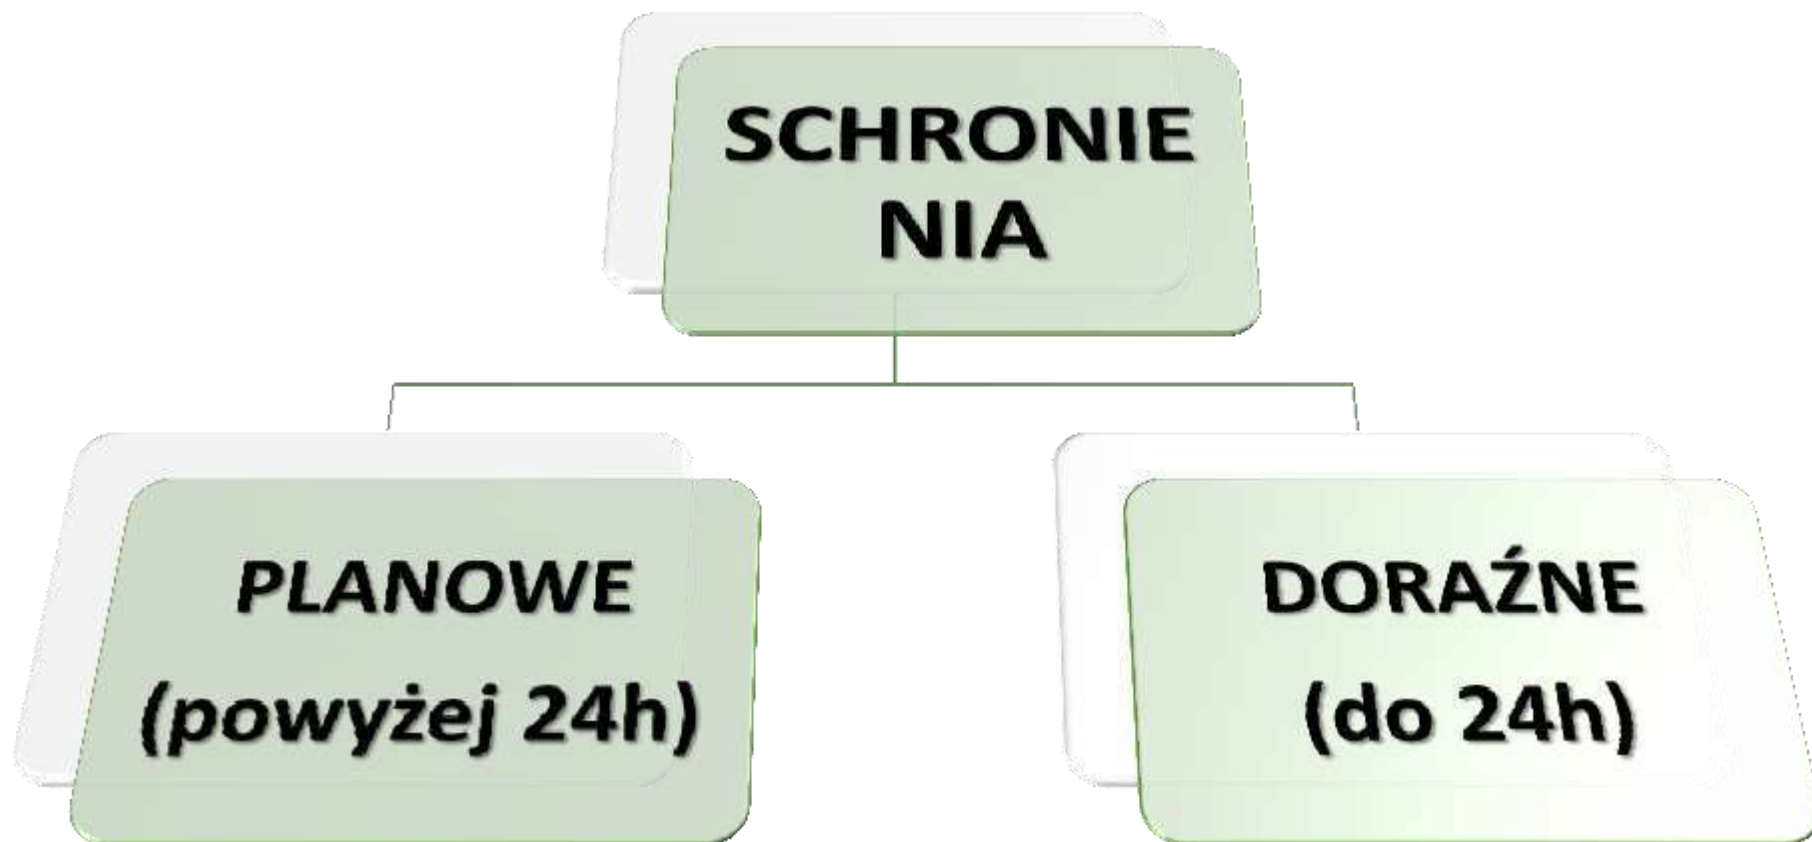 SCHRONIE
NIA
PLANOWE
(powyżej 24h)
DORAŹNE
(do 24h)